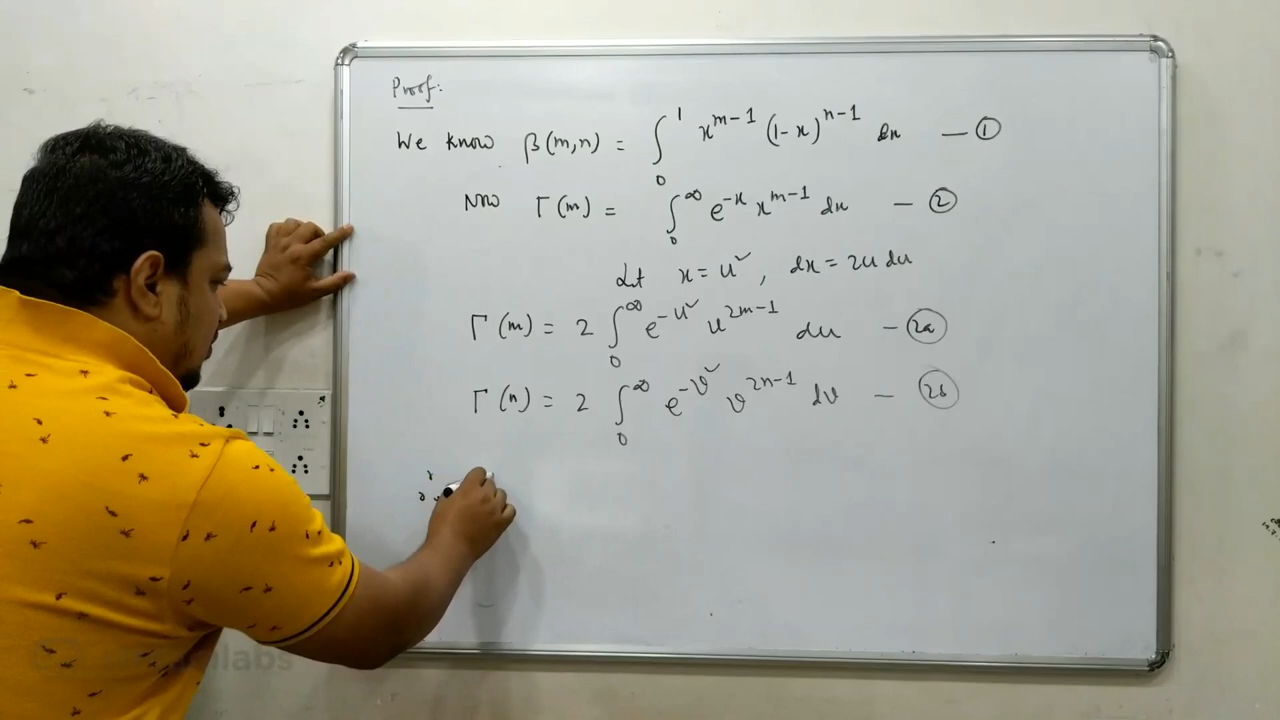 Proof:
We know β(m,n) = ∫₀¹ x^{m-1} (1-x)^{n-1} dx — ①
Now Γ(m) = ∫₀^∞ e^{-x} x^{m-1} dx — ②
Let x = u², dx = 2u du
Γ(m) = 2 ∫₀^∞ e^{-u²} u^{2m-1} du — (2a)
Γ(n) = 2 ∫₀^∞ e^{-v²} v^{2n-1} dv — (2b)
labs